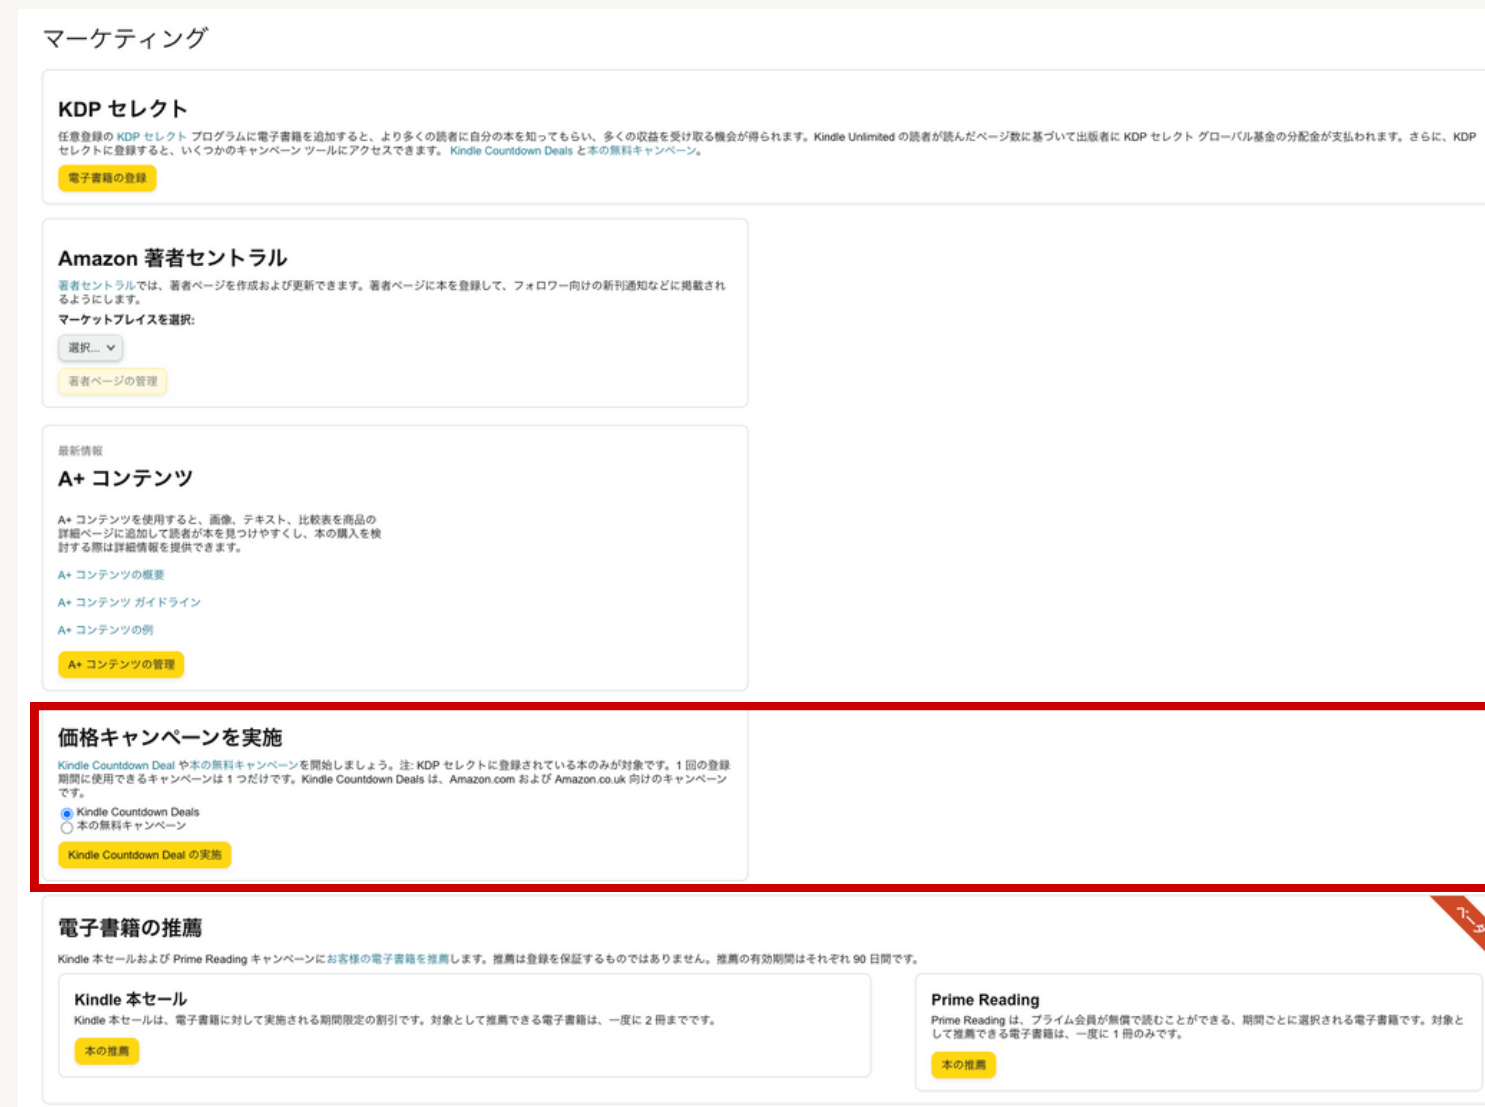 マーケティング
KDP セレクト
任意登録の KDP セレクト プログラムに電子書籍を追加すると、より多くの読者に自分の本を知ってもらい、多くの収益を受け取る機会が得られます。Kindle Unlimited の読者が読んだページ数に基づいて出版者に KDP セレクト グローバル基金の分配金が支払われます。さらに、KDP
セレクトに登録すると、いくつかのキャンペーン ツールにアクセスできます。 Kindle Countdown Deals と本の無料キャンペーン。
電子書籍の登録
Amazon 著者セントラル
著者セントラルでは、著者ページを作成および更新できます。著者ページに本を登録して、フォロワー向けの新刊通知などに掲載され
るようにします。
マーケットプレイスを選択:
選択...
著者ページの管理
最新情報
A+ コンテンツ
A+ コンテンツを使用すると、画像、テキスト、比較表を商品の
詳細ページに追加して読者が本を見つけやすくし、本の購入を検
討する際は詳細情報を提供できます。
A+ コンテンツの概要
A+ コンテンツ ガイドライン
A+ コンテンツの例
A+ コンテンツの管理
価格キャンペーンを実施
Kindle Countdown Deal や本の無料キャンペーンを開始しましょう。注: KDP セレクトに登録されている本のみが対象です。1 回の登録
期間に使用できるキャンペーンは 1 つだけです。Kindle Countdown Deals は、Amazon.com および Amazon.co.uk 向けのキャンペーン
です。
Kindle Countdown Deals
本の無料キャンペーン
Kindle Countdown Deal の実施
ベータ
電子書籍の推薦
Kindle 本セールおよび Prime Reading キャンペーンにお客様の電子書籍を推薦します。推薦は登録を保証するものではありません。推薦の有効期間はそれぞれ 90 日間です。
Kindle 本セール
Kindle 本セールは、電子書籍に対して実施される期間限定の割引です。対象として推薦できる電子書籍は、一度に 2 冊までです。
本の推薦
Prime Reading
Prime Reading は、プライム会員が無償で読むことができる、期間ごとに選択される電子書籍です。対象と
して推薦できる電子書籍は、一度に 1 冊のみです。
本の推薦